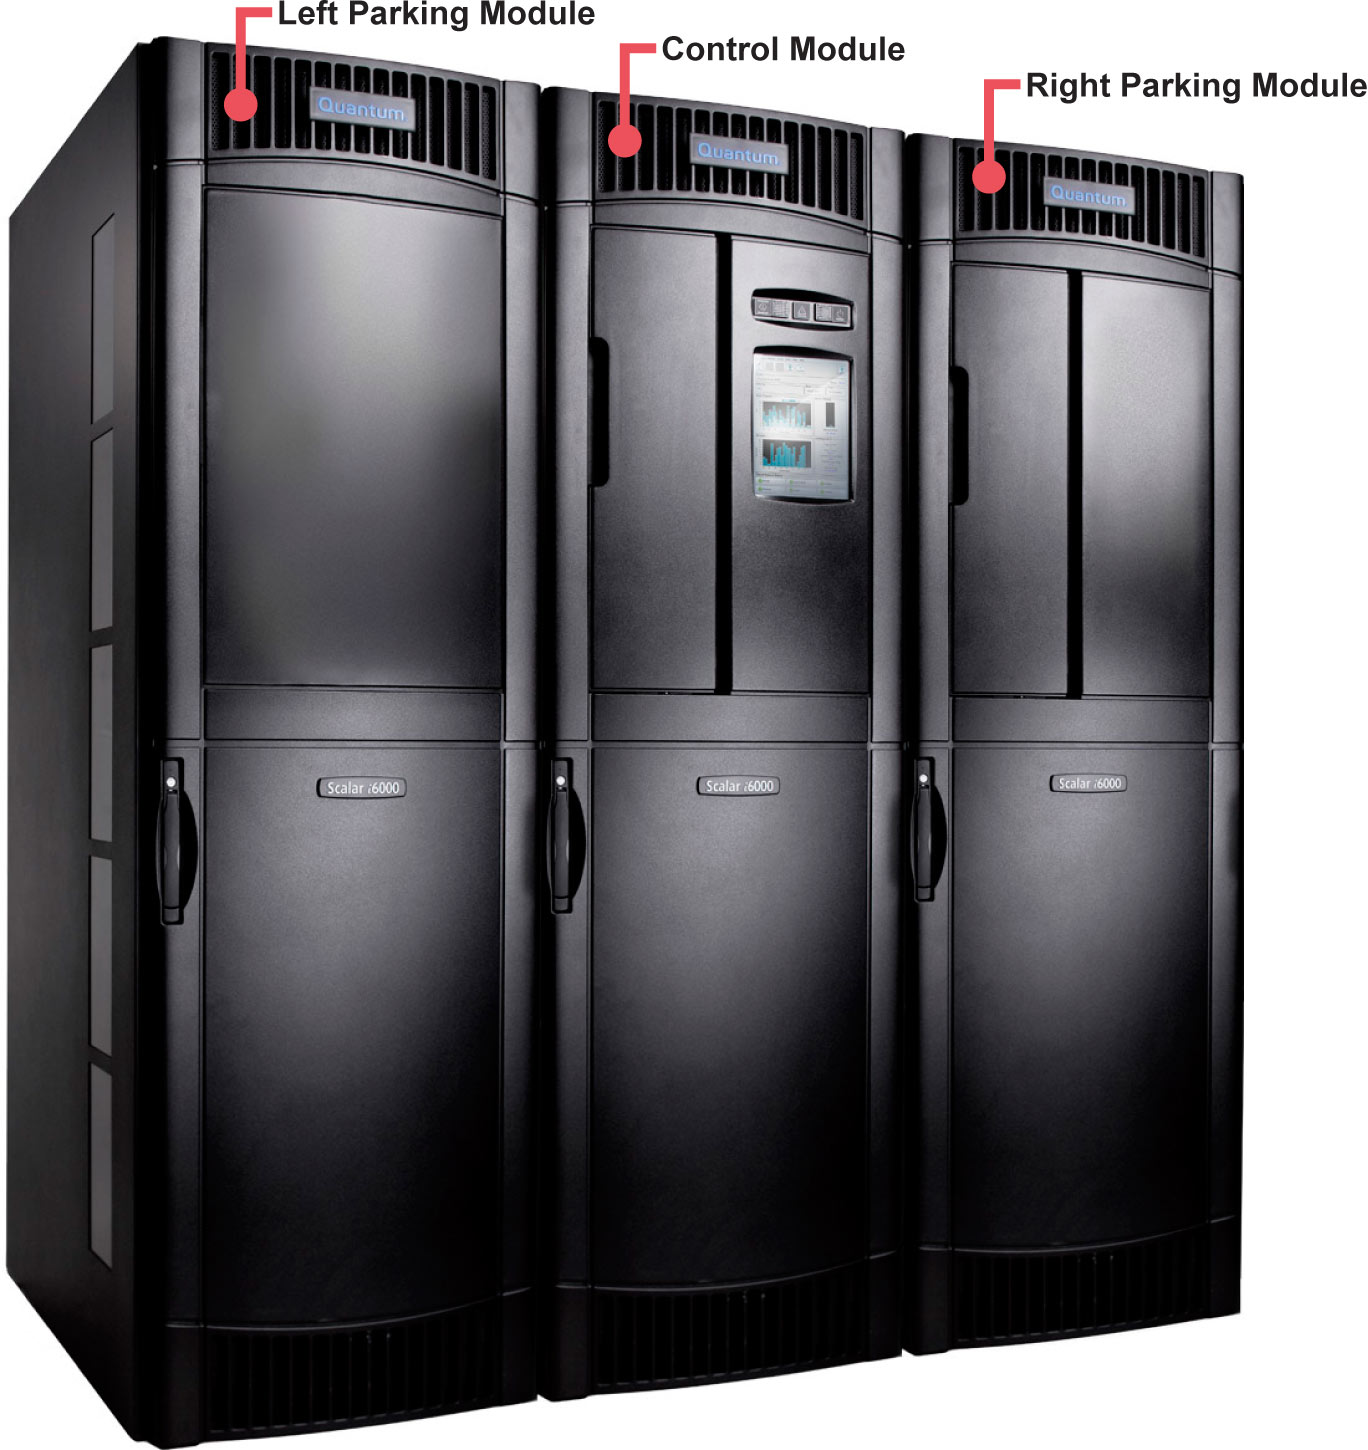 Left Parking Module
Control Module
Right Parking Module
Quantum
Quantum
Quantum
Scalar i6000
Scalar i6000
Scalar i6000